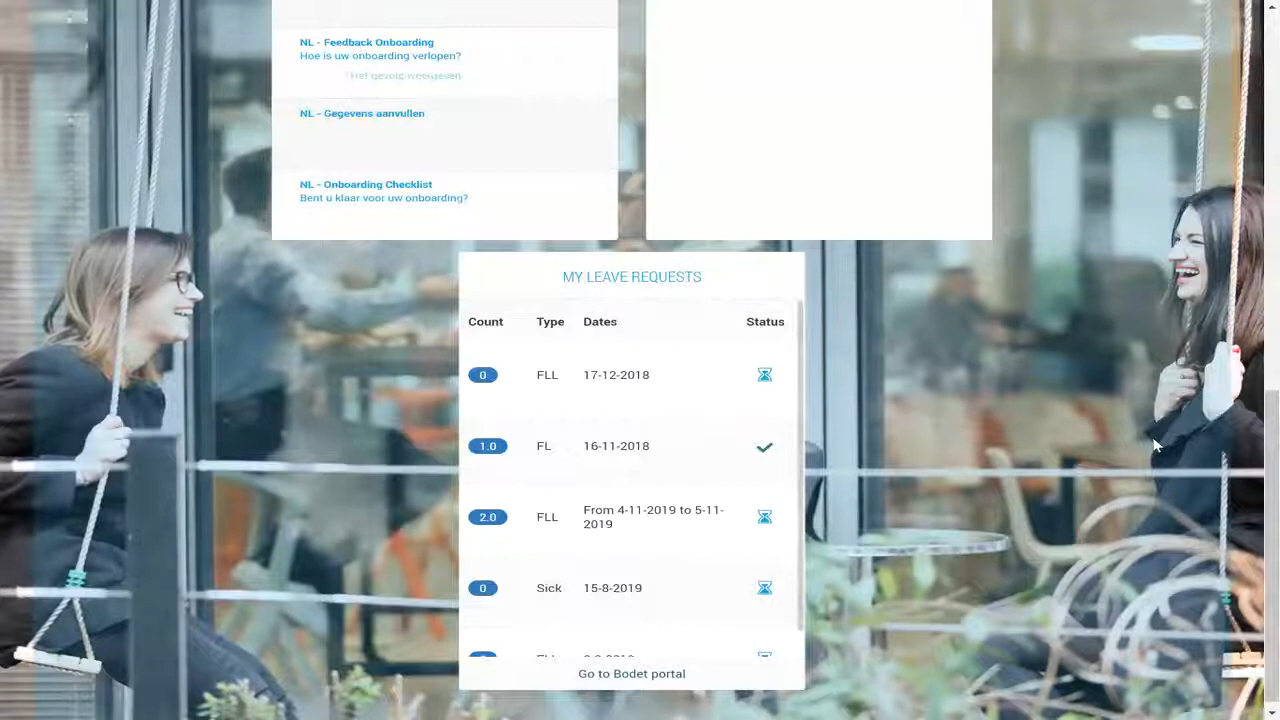 NL - Feedback Onboarding
Hoe is uw onboarding verlopen?
Het gevolg weergeven
NL - Gegevens aanvullen
NL - Onboarding Checklist
Bent u klaar voor uw onboarding?
MY LEAVE REQUESTS
Count Type Dates Status
0 FLL 17-12-2018
1.0 FL 16-11-2018
2.0 FLL From 4-11-2019 to 5-11-
2019
0 Sick 15-8-2019
Go to Bodet portal